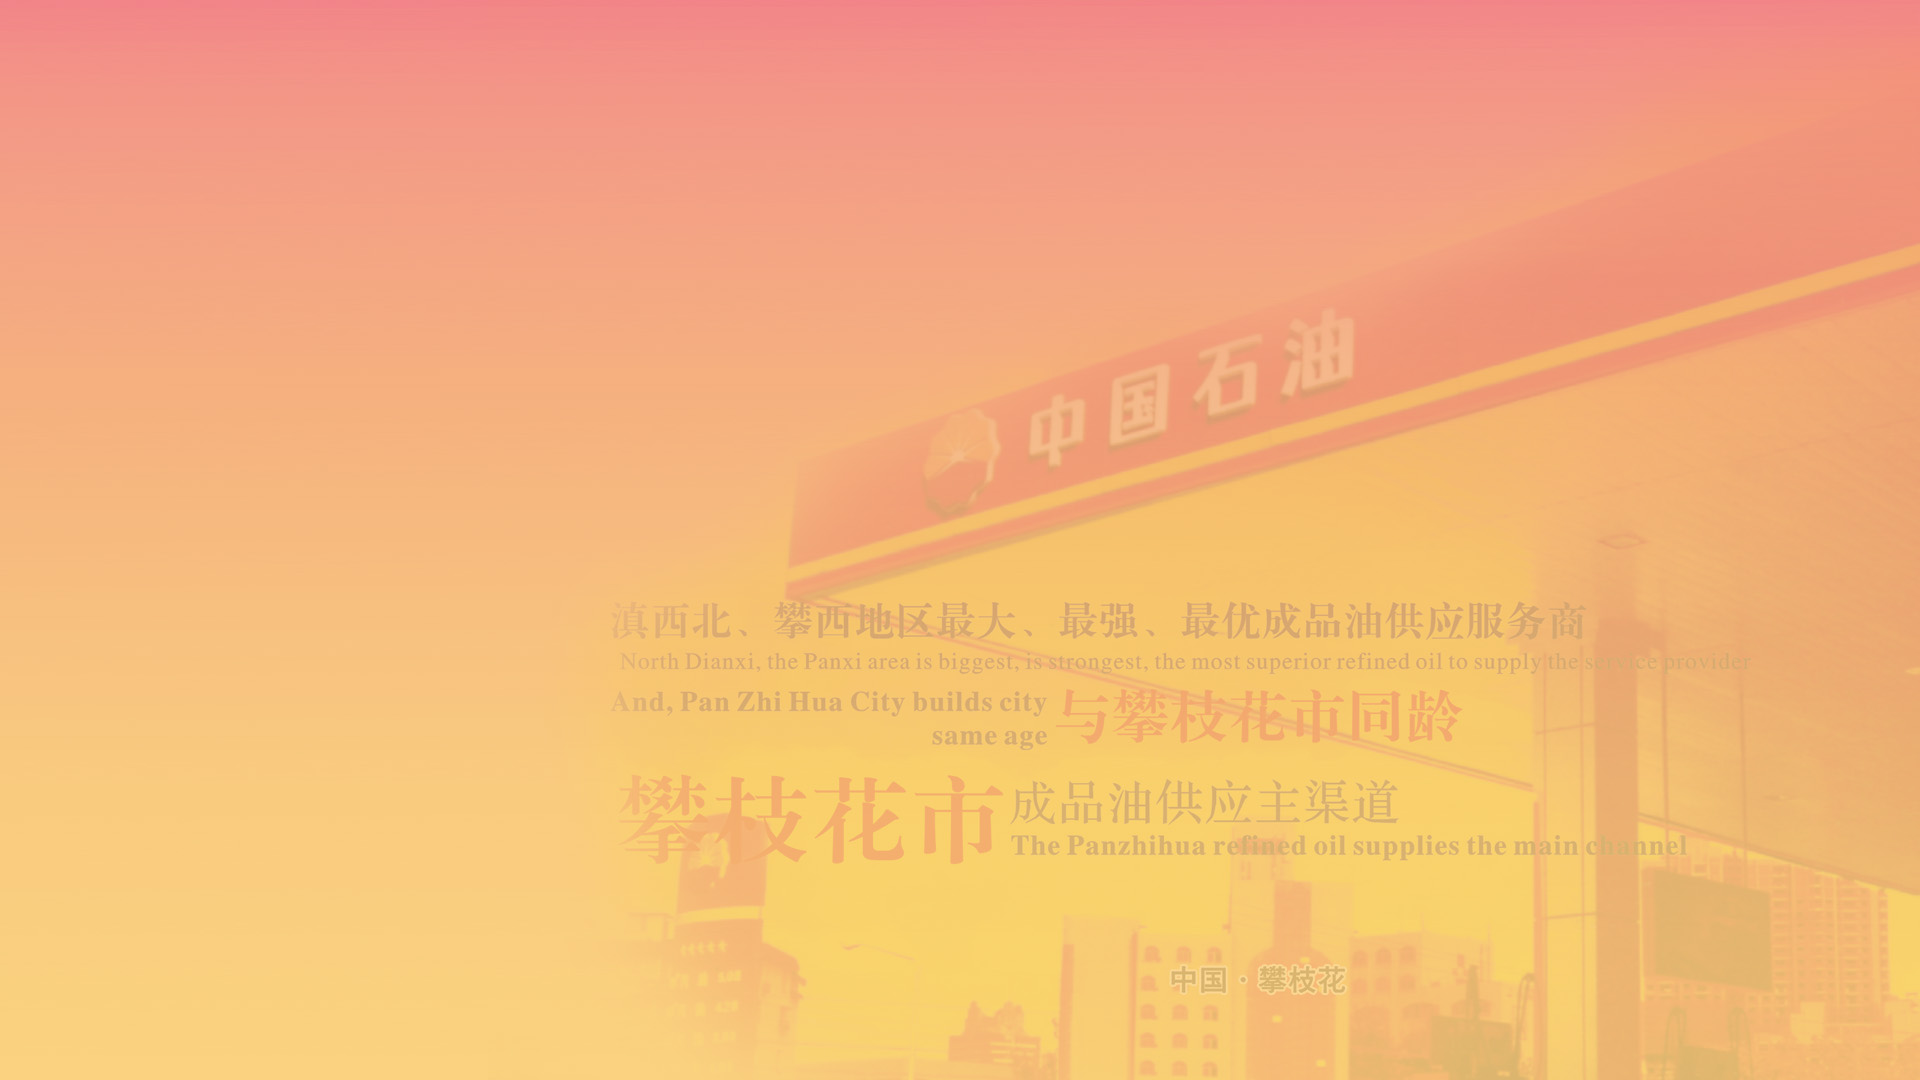 中国石油
滇西北、攀西地区最大、最强、最优成品油供应服务商
North Dianxi, the Panxi area is biggest, is strongest, the most superior refined oil to supply the service provider
And, Pan Zhi Hua City builds city
same age
与攀枝花市同龄
攀枝花市
成品油供应主渠道
The Panzhihua refined oil supplies the main channel
中国·攀枝花